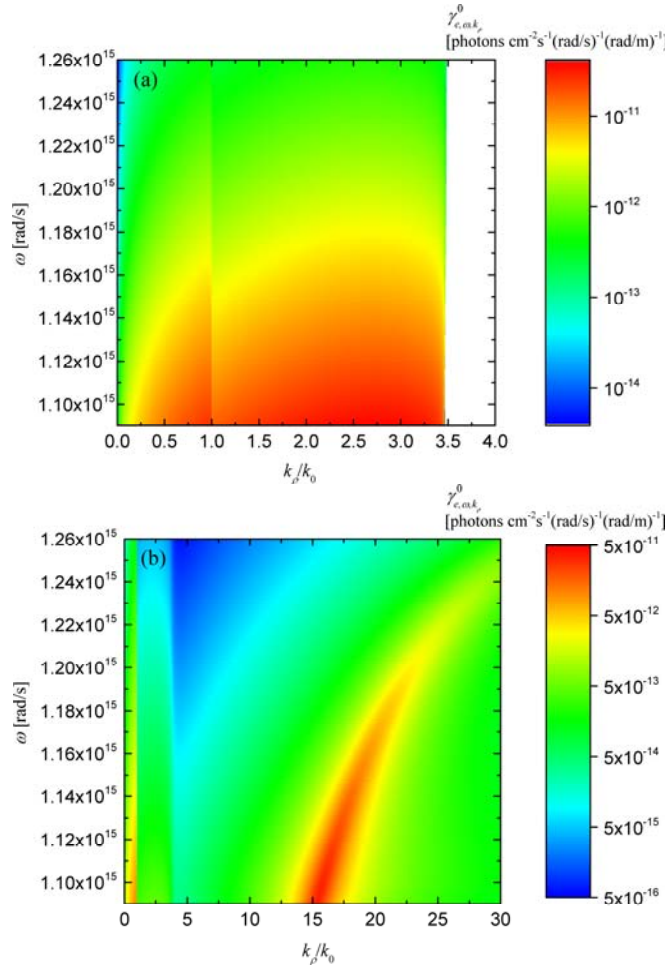 γ⁰e,ω,kρ
[photons cm⁻²s⁻¹(rad/s)⁻¹(rad/m)⁻¹]
(a)
1.26x10¹⁵
1.24x10¹⁵
1.22x10¹⁵
1.20x10¹⁵
1.18x10¹⁵
1.16x10¹⁵
1.14x10¹⁵
1.12x10¹⁵
1.10x10¹⁵
ω [rad/s]
0.0 0.5 1.0 1.5 2.0 2.5 3.0 3.5 4.0
kρ/k₀
10⁻¹¹
10⁻¹²
10⁻¹³
10⁻¹⁴
γ⁰e,ω,kρ
[photons cm⁻²s⁻¹(rad/s)⁻¹(rad/m)⁻¹]
(b)
1.26x10¹⁵
1.24x10¹⁵
1.22x10¹⁵
1.20x10¹⁵
1.18x10¹⁵
1.16x10¹⁵
1.14x10¹⁵
1.12x10¹⁵
1.10x10¹⁵
ω [rad/s]
0 5 10 15 20 25 30
kρ/k₀
5x10⁻¹¹
5x10⁻¹²
5x10⁻¹³
5x10⁻¹⁴
5x10⁻¹⁵
5x10⁻¹⁶